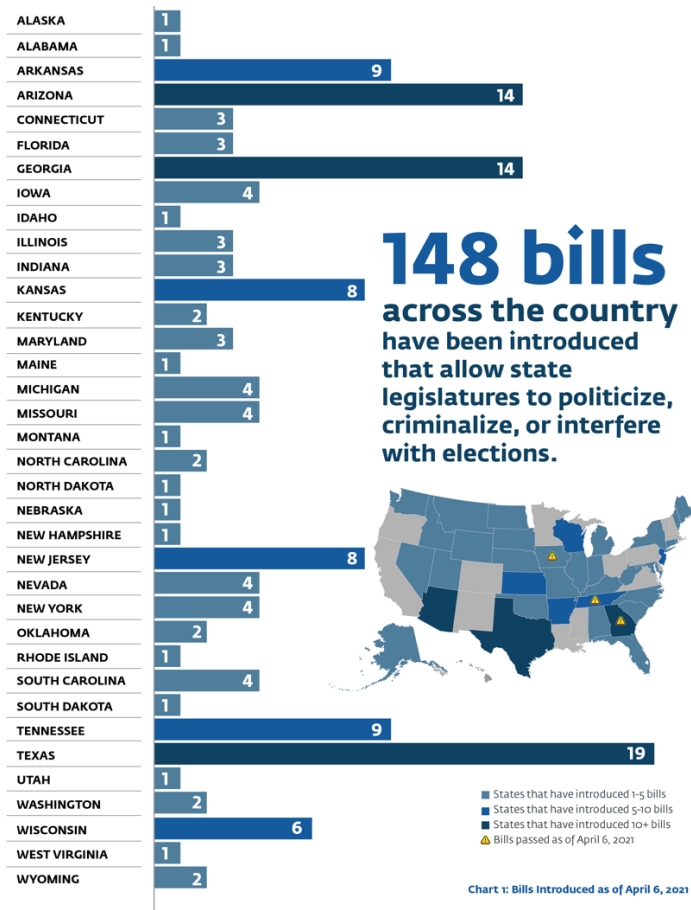 ALASKA 1
ALABAMA 1
ARKANSAS 9
ARIZONA 14
CONNECTICUT 3
FLORIDA 3
GEORGIA 14
IOWA 4
IDAHO 1
ILLINOIS 3
INDIANA 3
KANSAS 8
KENTUCKY 2
MARYLAND 3
MAINE 1
MICHIGAN 4
MISSOURI 4
MONTANA 1
NORTH CAROLINA 2
NORTH DAKOTA 1
NEBRASKA 1
NEW HAMPSHIRE 1
NEW JERSEY 8
NEVADA 4
NEW YORK 4
OKLAHOMA 2
RHODE ISLAND 1
SOUTH CAROLINA 4
SOUTH DAKOTA 1
TENNESSEE 9
TEXAS 19
UTAH 1
WASHINGTON 2
WISCONSIN 6
WEST VIRGINIA 1
WYOMING 2
148 bills
across the country
have been introduced
that allow state
legislatures to politicize,
criminalize, or interfere
with elections.
States that have introduced 1-5 bills
States that have introduced 5-10 bills
States that have introduced 10+ bills
Bills passed as of April 6, 2021
Chart 1: Bills Introduced as of April 6, 2021